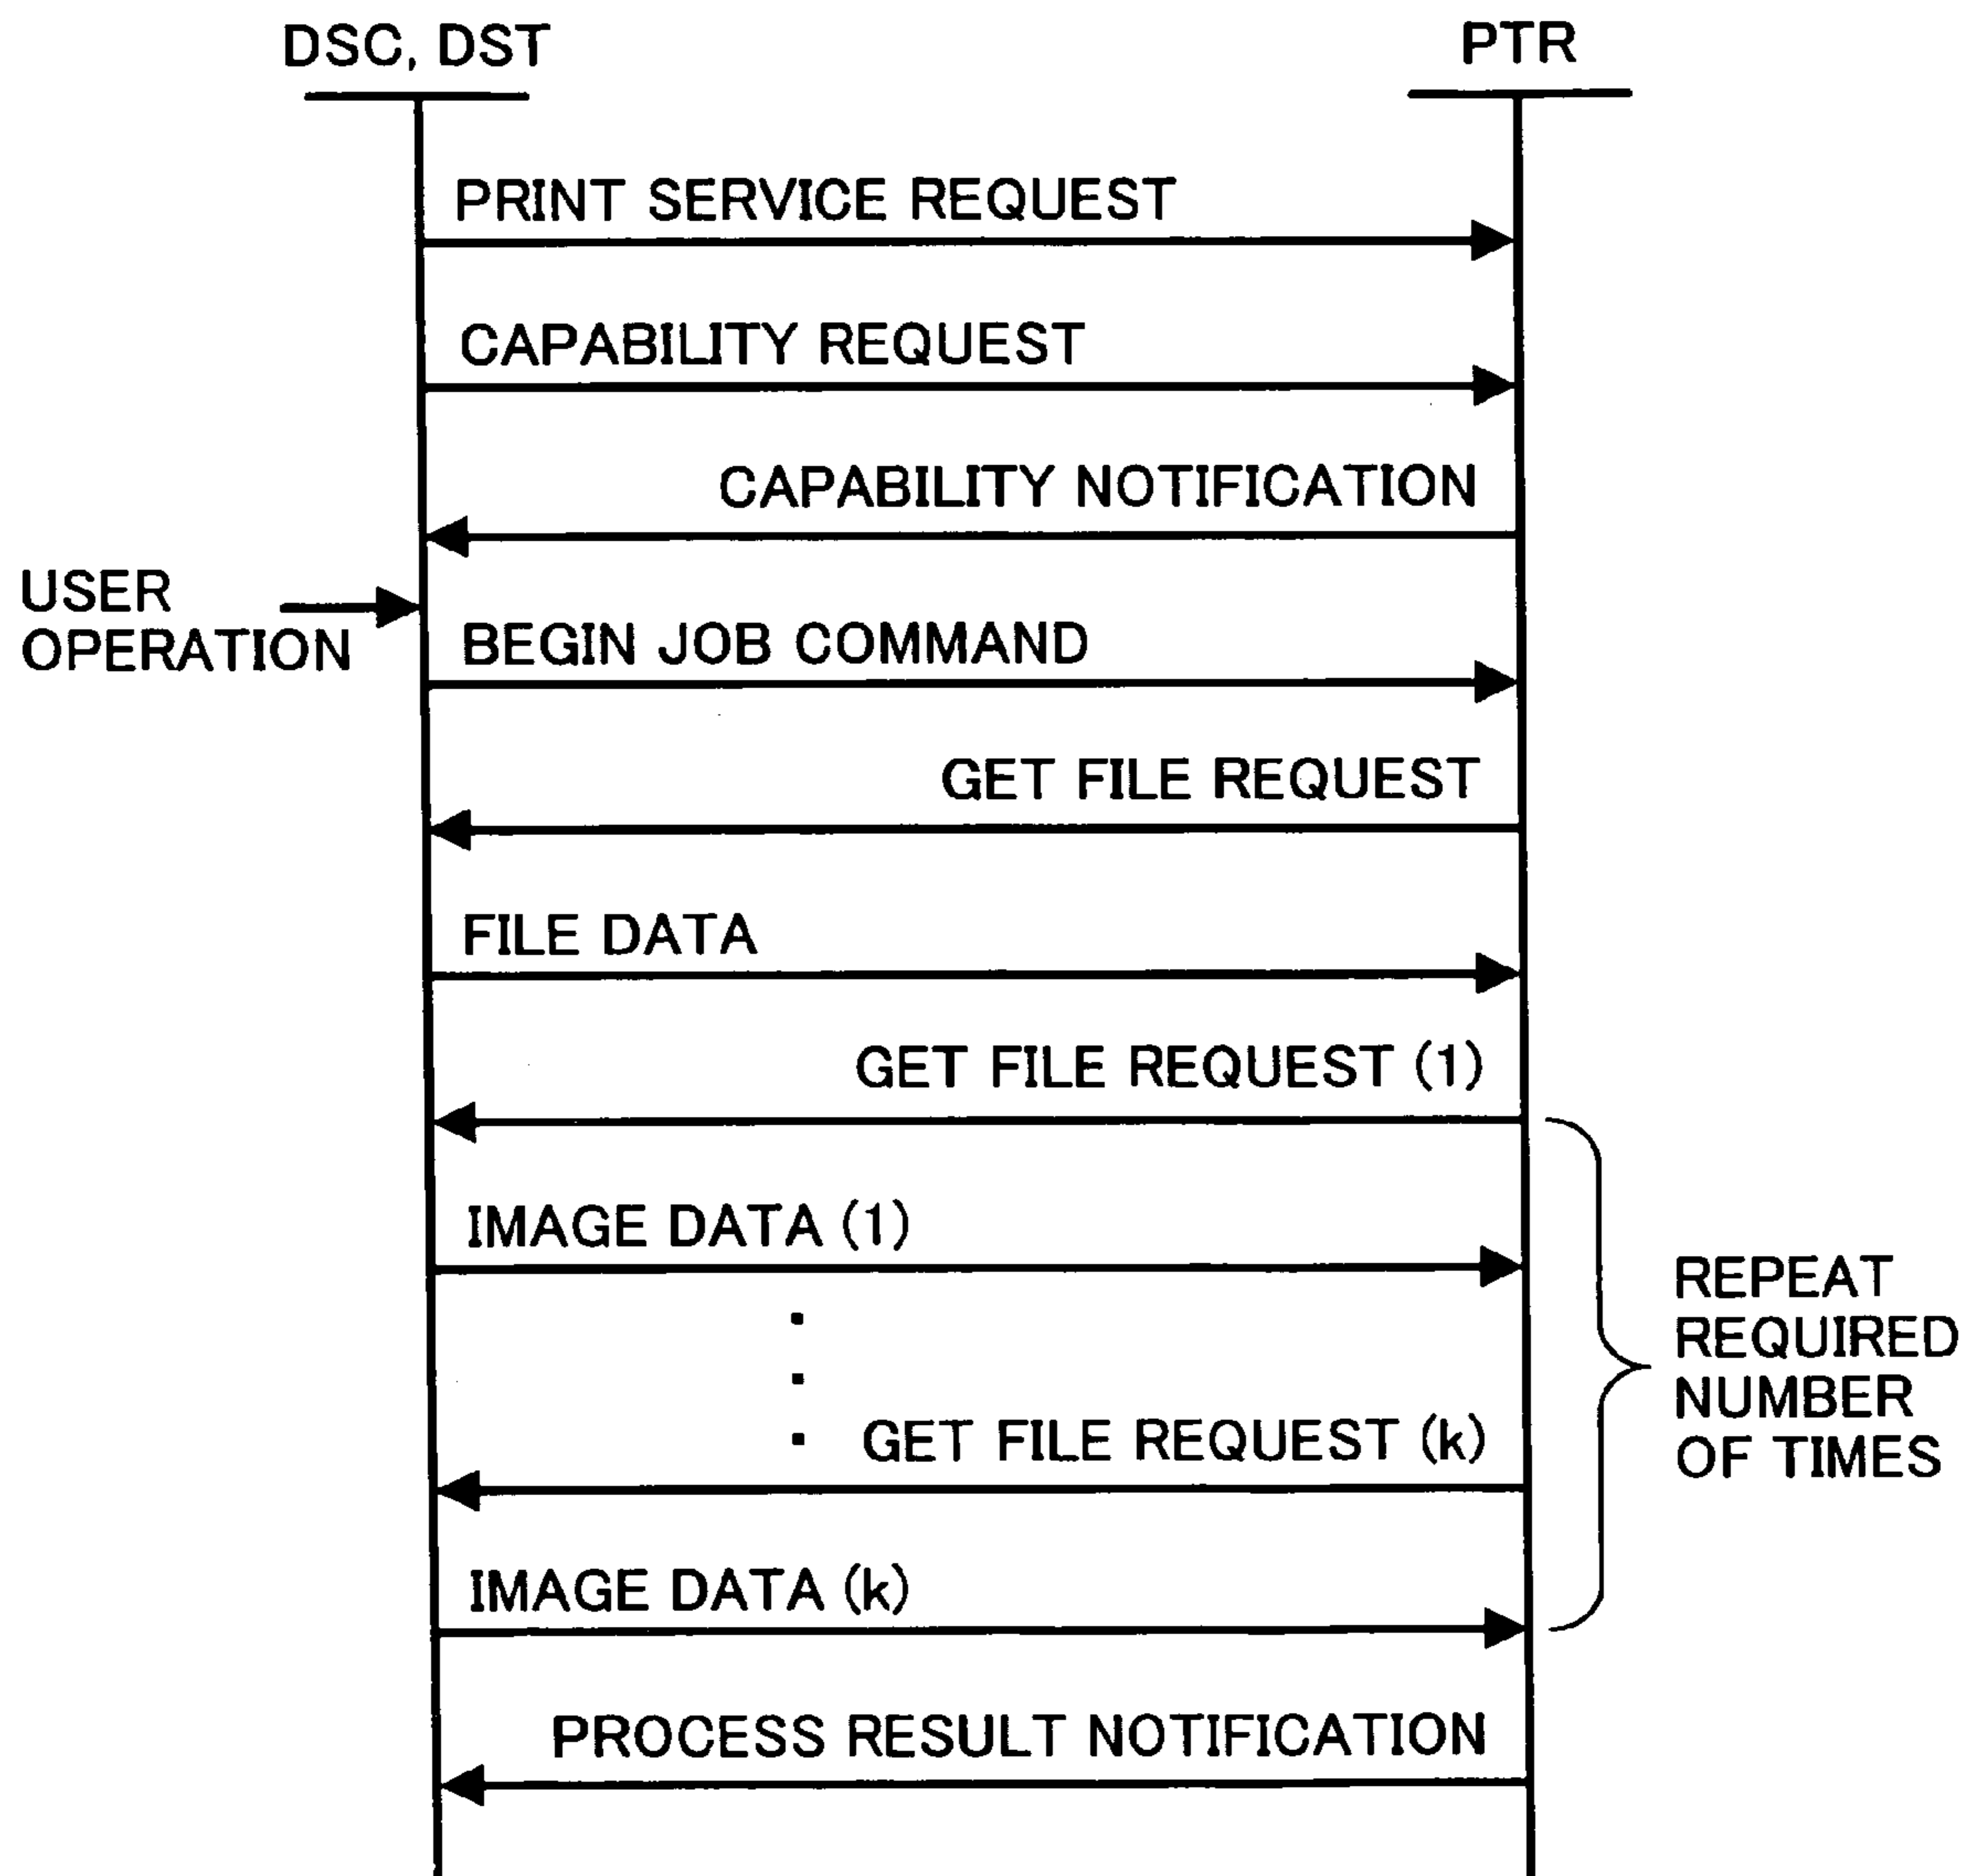 DSC, DST
PTR
PRINT SERVICE REQUEST
CAPABILITY REQUEST
CAPABILITY NOTIFICATION
USER
OPERATION
BEGIN JOB COMMAND
GET FILE REQUEST
FILE DATA
GET FILE REQUEST (1)
IMAGE DATA (1)
GET FILE REQUEST (k)
IMAGE DATA (k)
REPEAT
REQUIRED
NUMBER
OF TIMES
PROCESS RESULT NOTIFICATION